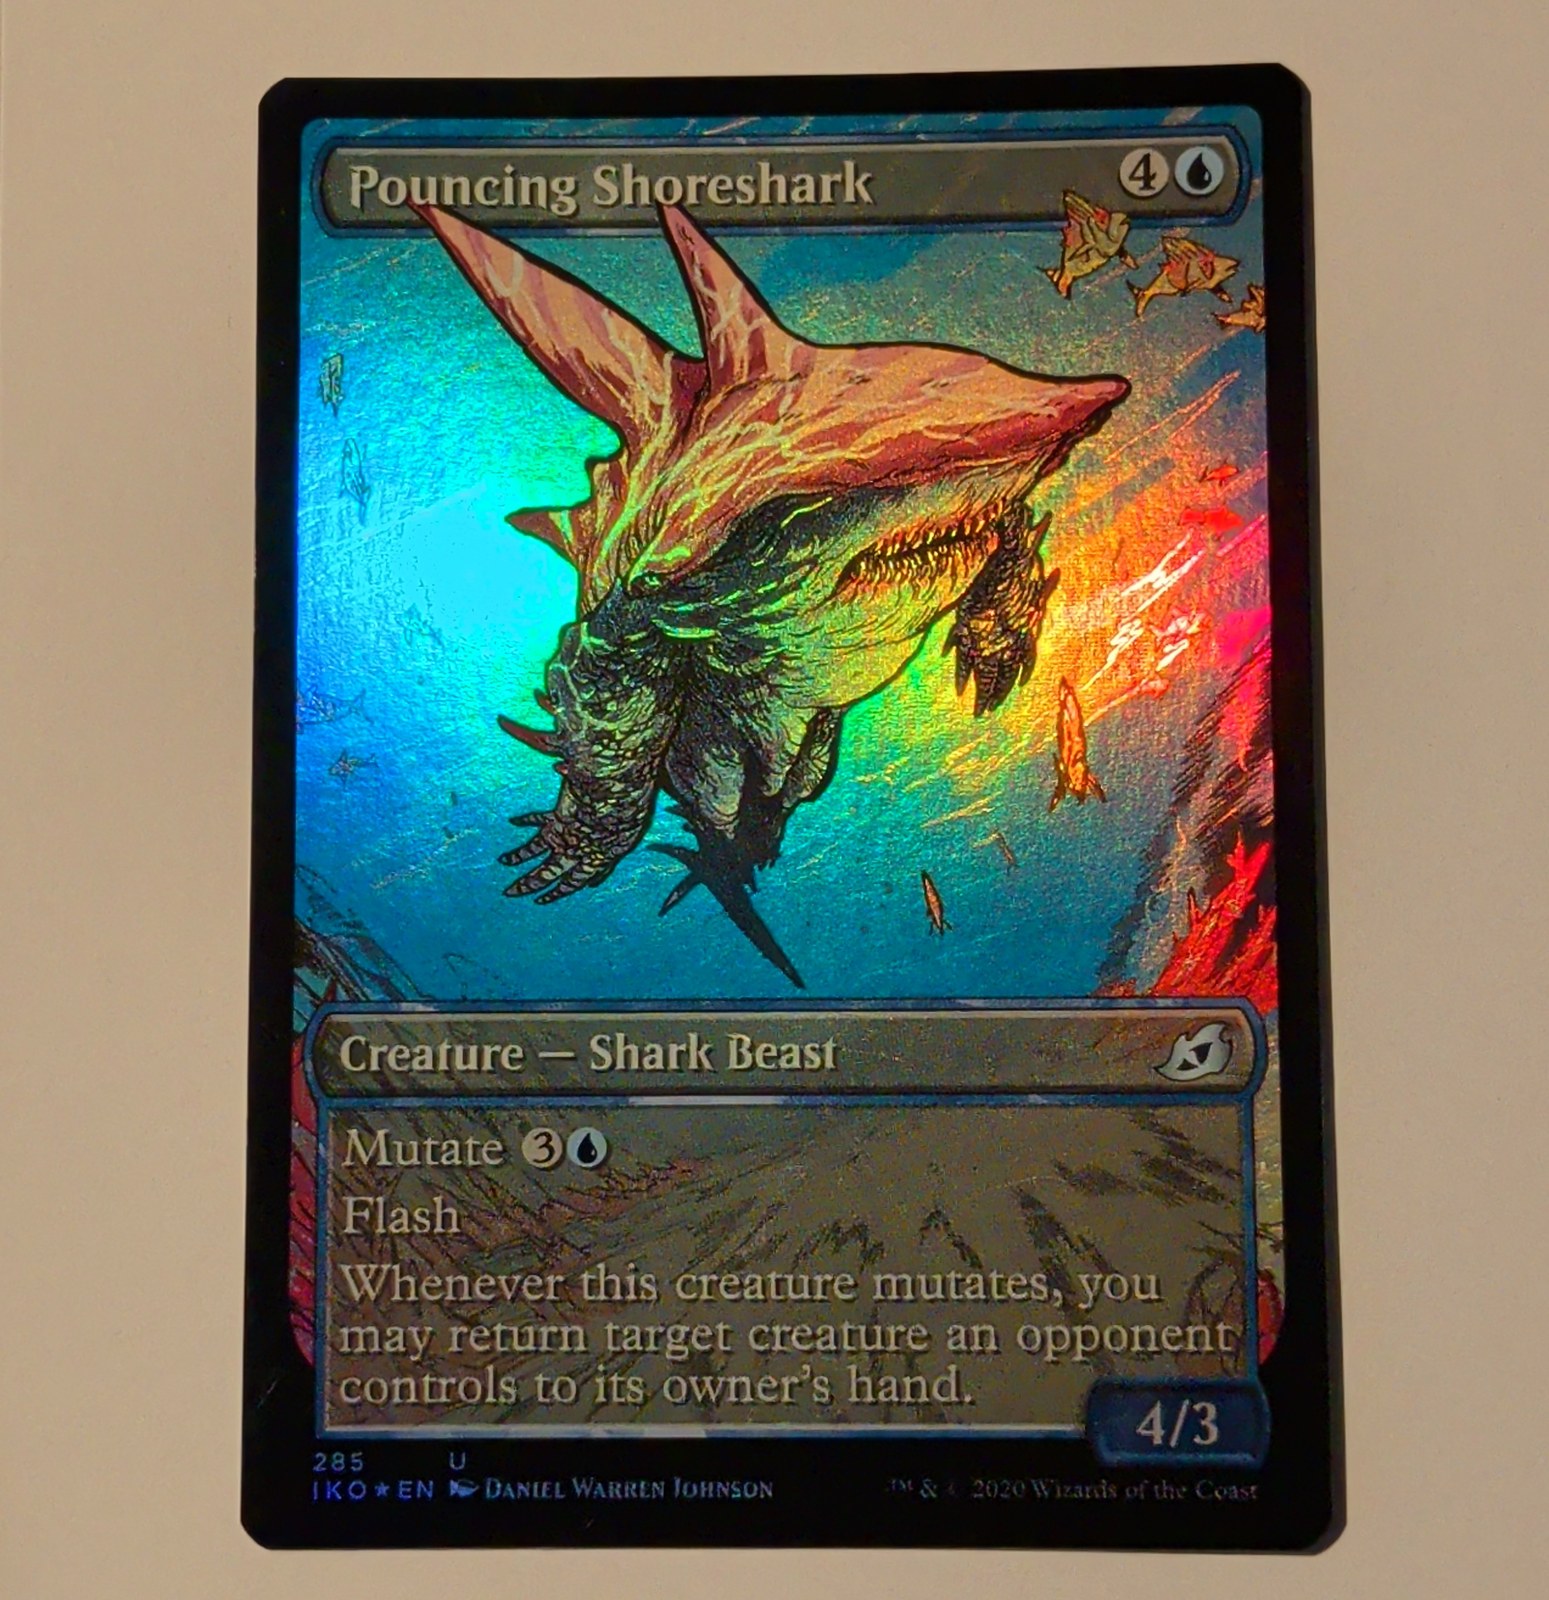 Pouncing Shoreshark 4
Creature — Shark Beast
Mutate 3
Flash
Whenever this creature mutates, you
may return target creature an opponent
controls to its owner's hand.
4/3
285 U
IKO★EN DANIEL WARREN JOHNSON ™ & © 2020 Wizards of the Coast